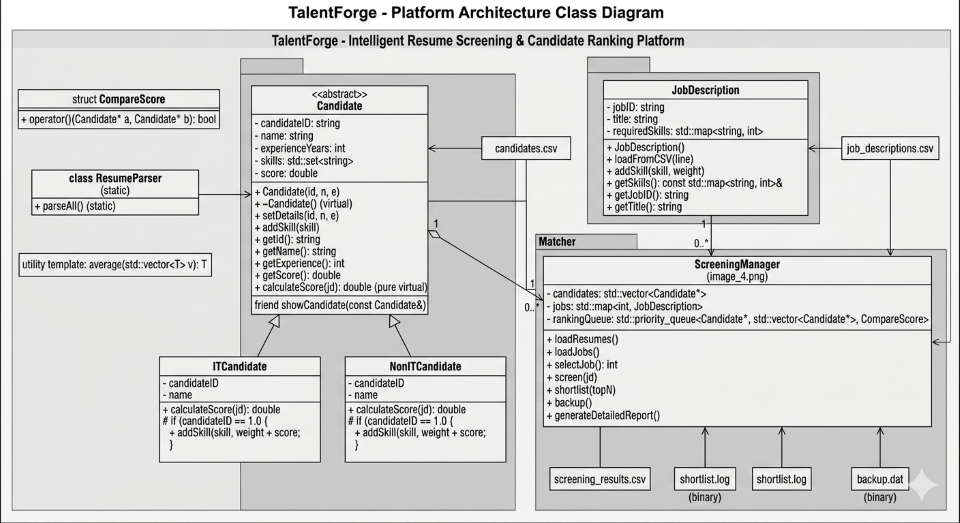 TalentForge - Platform Architecture Class Diagram
TalentForge - Intelligent Resume Screening & Candidate Ranking Platform
struct CompareScore
+ operator()(Candidate* a, Candidate* b): bool
class ResumeParser
(static)
+ parseAll() (static)
utility template: average(std::vector<T> v): T
<<abstract>>
Candidate
- candidateID: string
- name: string
- experienceYears: int
- skills: std::set<string>
- score: double
+ Candidate(id, n, e)
+ ~Candidate() (virtual)
+ setDetails(id, n, e)
+ addSkill(skill)
+ getId(): string
+ getName(): string
+ getExperience(): int
+ getScore(): double
+ calculateScore(jd): double (pure virtual)
friend showCandidate(const Candidate&)
ITCandidate
- candidateID
- name
+ calculateScore(jd): double
# if (candidateID == 1.0 {
+ addSkill(skill, weight + score;
}
NonITCandidate
- candidateID
- name
+ calculateScore(jd): double
# if (candidateID == 1.0 {
+ addSkill(skill, weight + score;
}
candidates.csv
1
1
0..*
JobDescription
- jobID: string
- title: string
- requiredSkills: std::map<string, int>
+ JobDescription()
+ loadFromCSV(line)
+ addSkill(skill, weight)
+ getSkills(): const std::map<string, int>&
+ getJobID(): string
+ getTitle(): string
job_descriptions.csv
1
0..*
Matcher
ScreeningManager
(image_4.png)
- candidates: std::vector<Candidate*>
- jobs: std::map<int, JobDescription>
- rankingQueue: std::priority_queue<Candidate*, std::vector<Candidate*>, CompareScore>
+ loadResumes()
+ loadJobs()
+ selectJob(): int
+ screen(jd)
+ shortlist(topN)
+ backup()
+ generateDetailedReport()
screening_results.csv
shortlist.log
(binary)
shortlist.log
backup.dat
(binary)